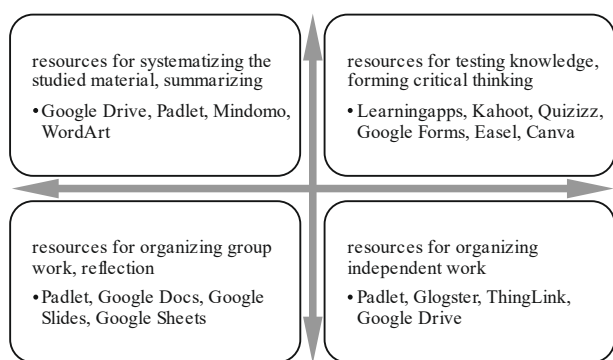 resources for systematizing the
studied material, summarizing
•Google Drive, Padlet, Mindomo,
WordArt
resources for testing knowledge,
forming critical thinking
•Learningapps, Kahoot, Quizizz,
Google Forms, Easel, Canva
resources for organizing group
work, reflection
•Padlet, Google Docs, Google
Slides, Google Sheets
resources for organizing
independent work
•Padlet, Glogster, ThingLink,
Google Drive